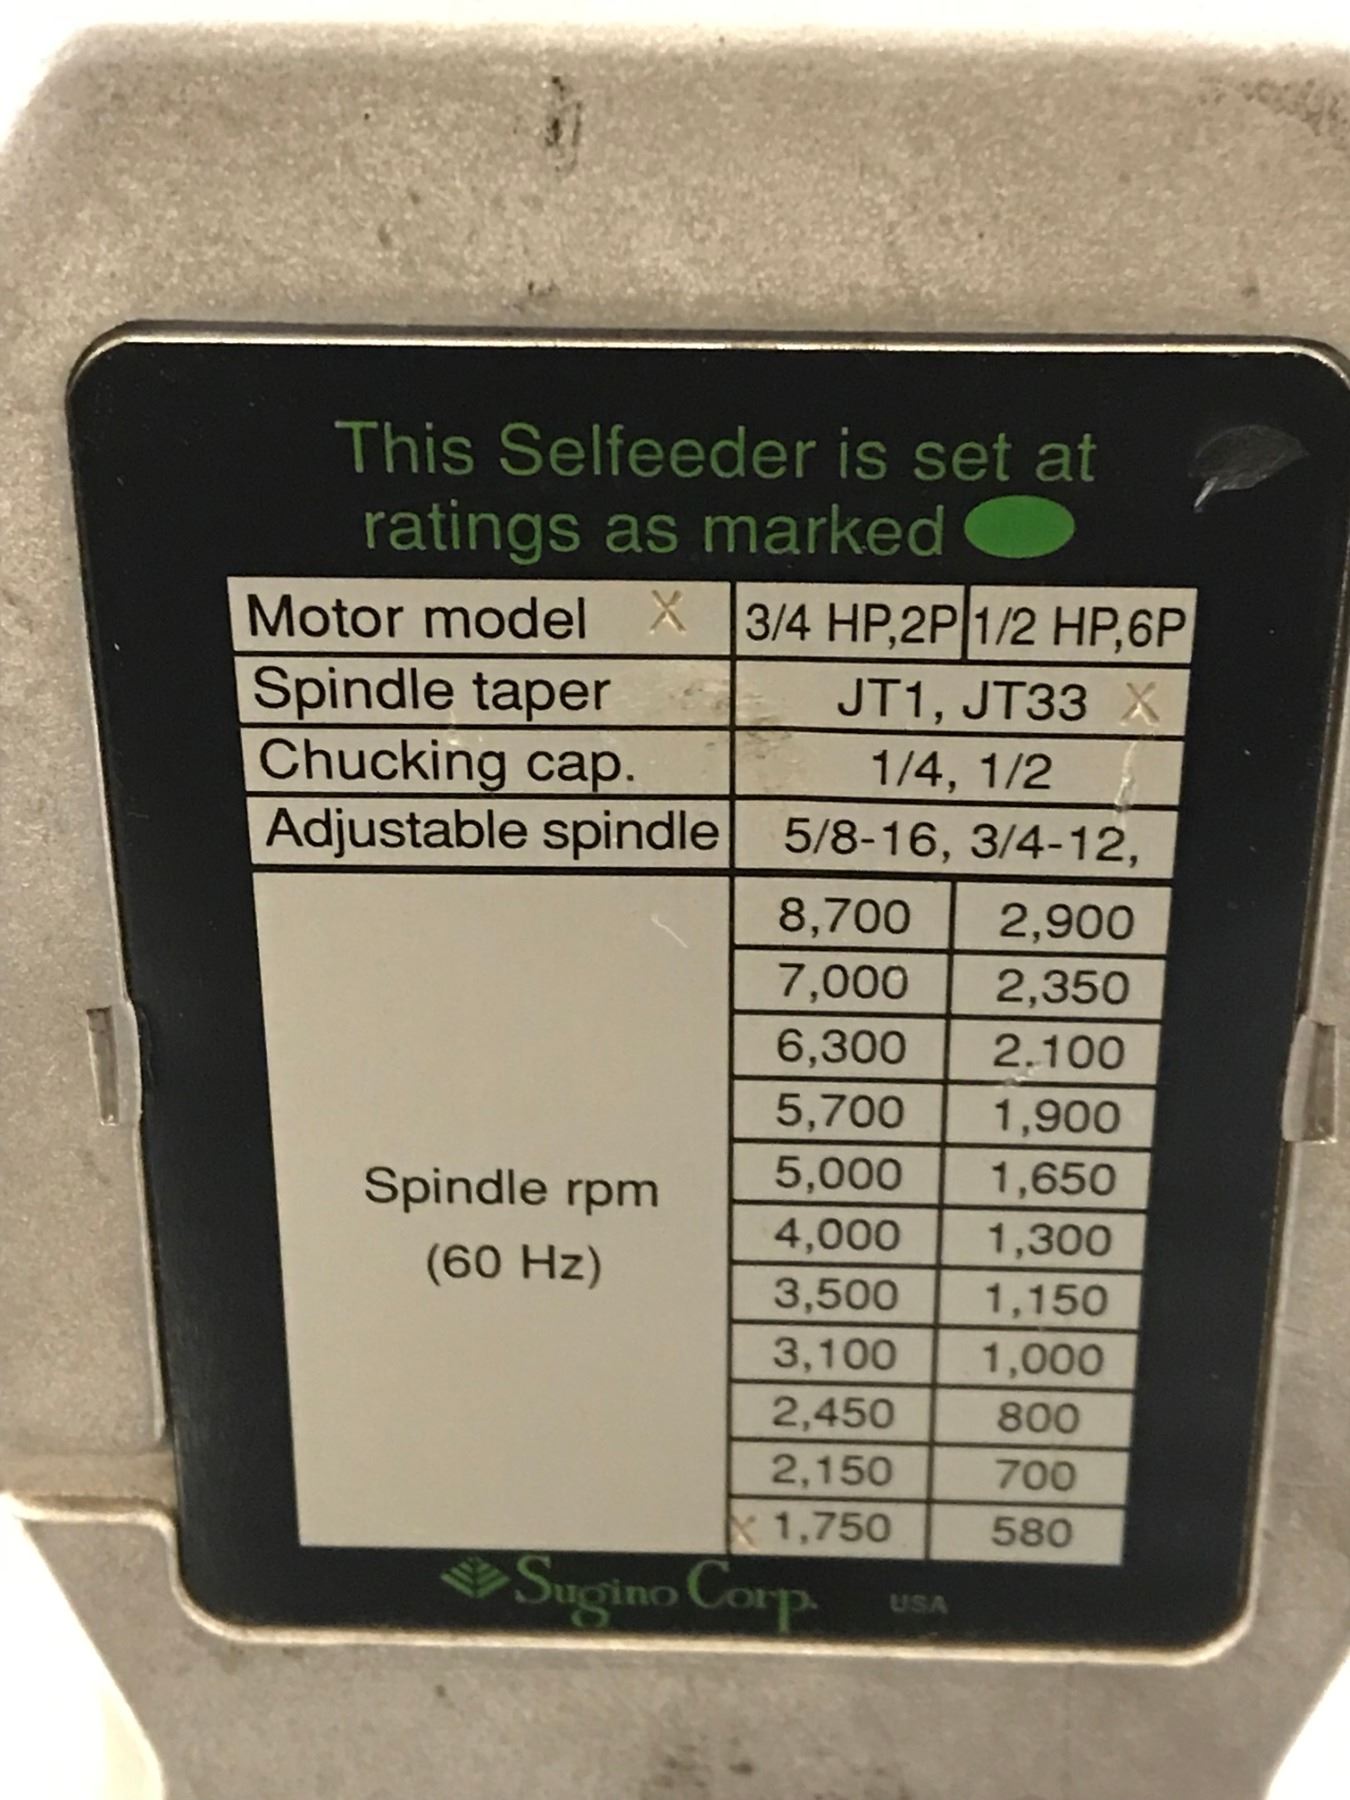 This Selfeeder is set at
ratings as marked
Motor model X 3/4 HP,2P 1/2 HP,6P
Spindle taper JT1, JT33 X
Chucking cap. 1/4, 1/2
Adjustable spindle 5/8-16, 3/4-12,
8,700 2,900
7,000 2,350
6,300 2.100
5,700 1,900
5,000 1,650
Spindle rpm
4,000 1,300
(60 Hz)
3,500 1,150
3,100 1,000
2,450 800
2,150 700
X 1,750 580
Sugino Corp. USA